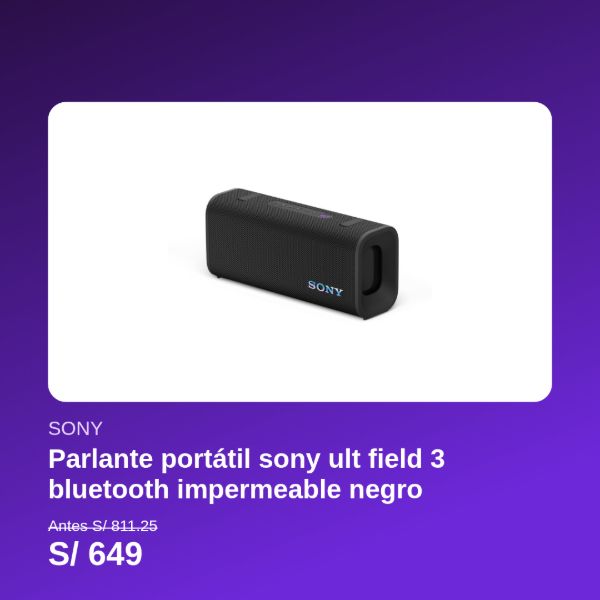 SONY
SONY
Parlante portátil sony ult field 3
bluetooth impermeable negro
Antes S/ 811.25
S/ 649